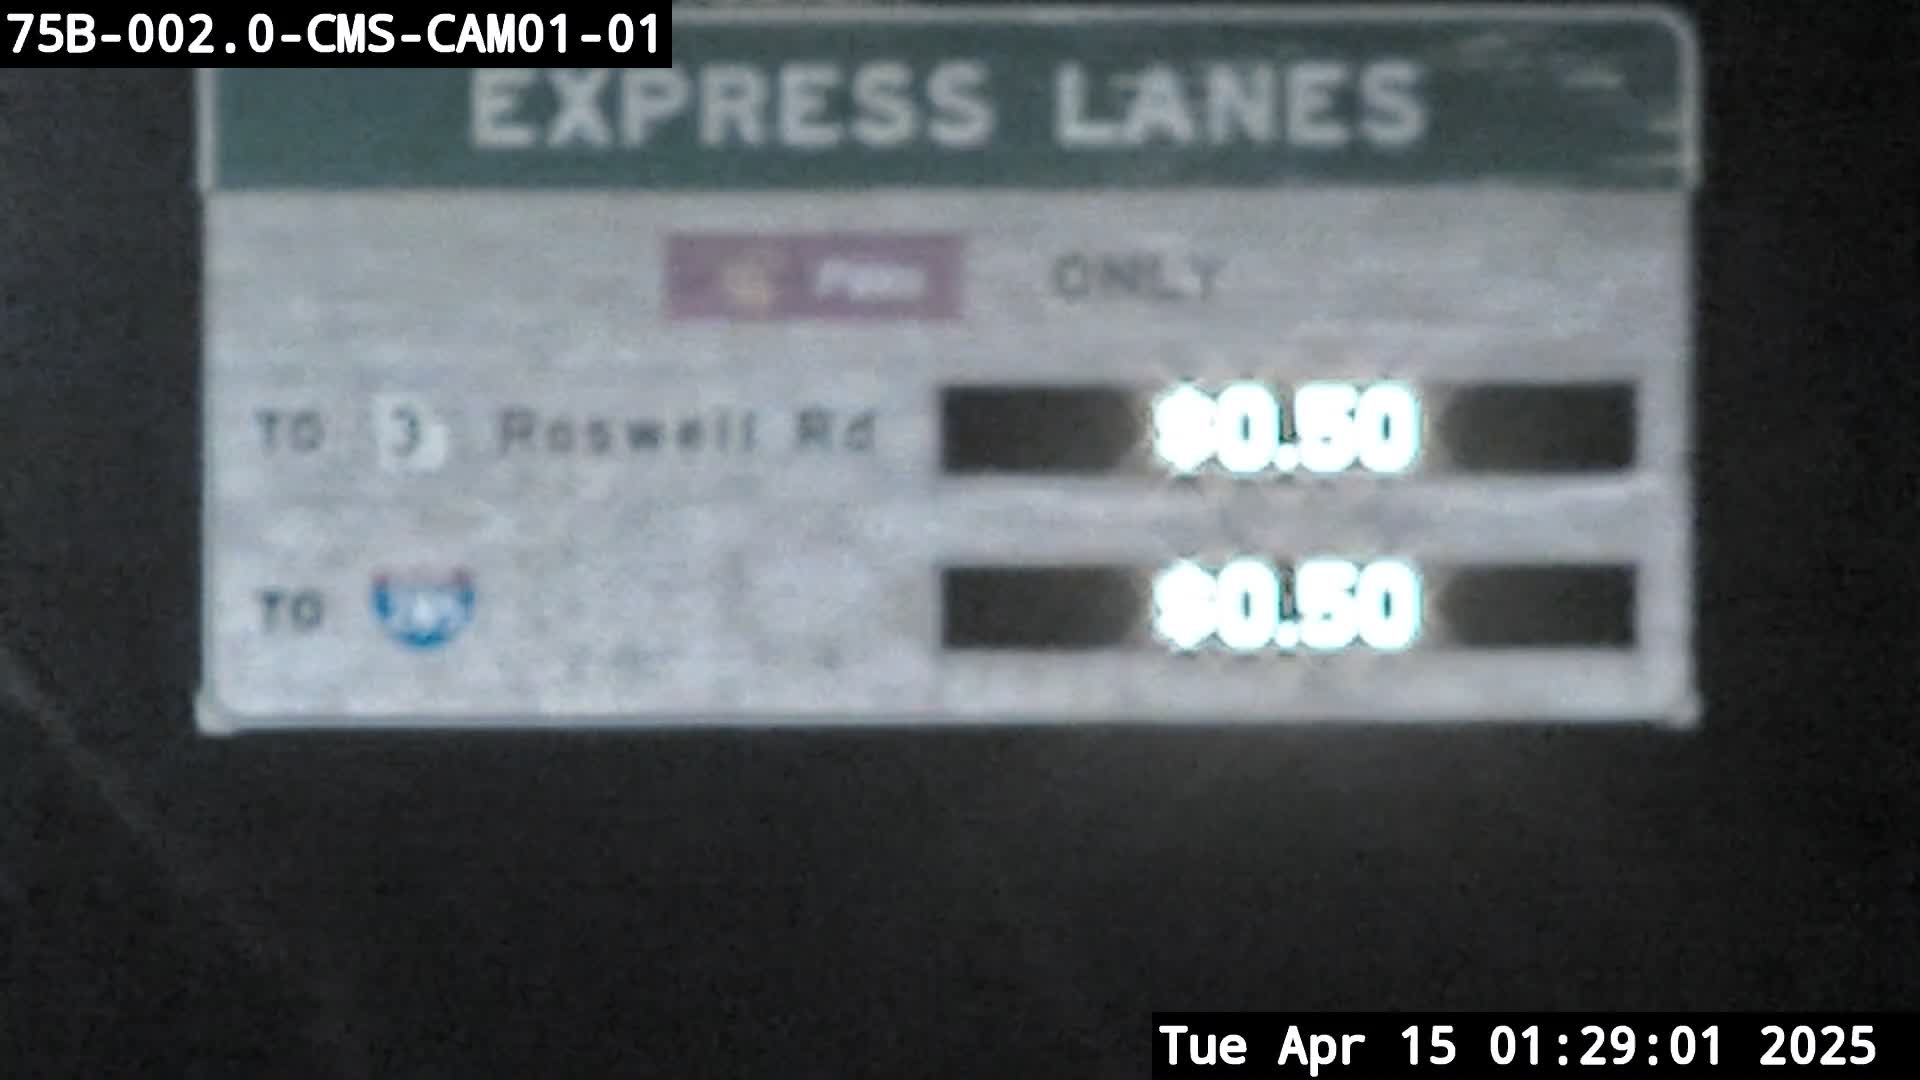 75B-002.0-CMS-CAM01-01
EXPRESS LANES
ONLY
TO Roswell Rd $0.50
TO $0.50
Tue Apr 15 01:29:01 2025